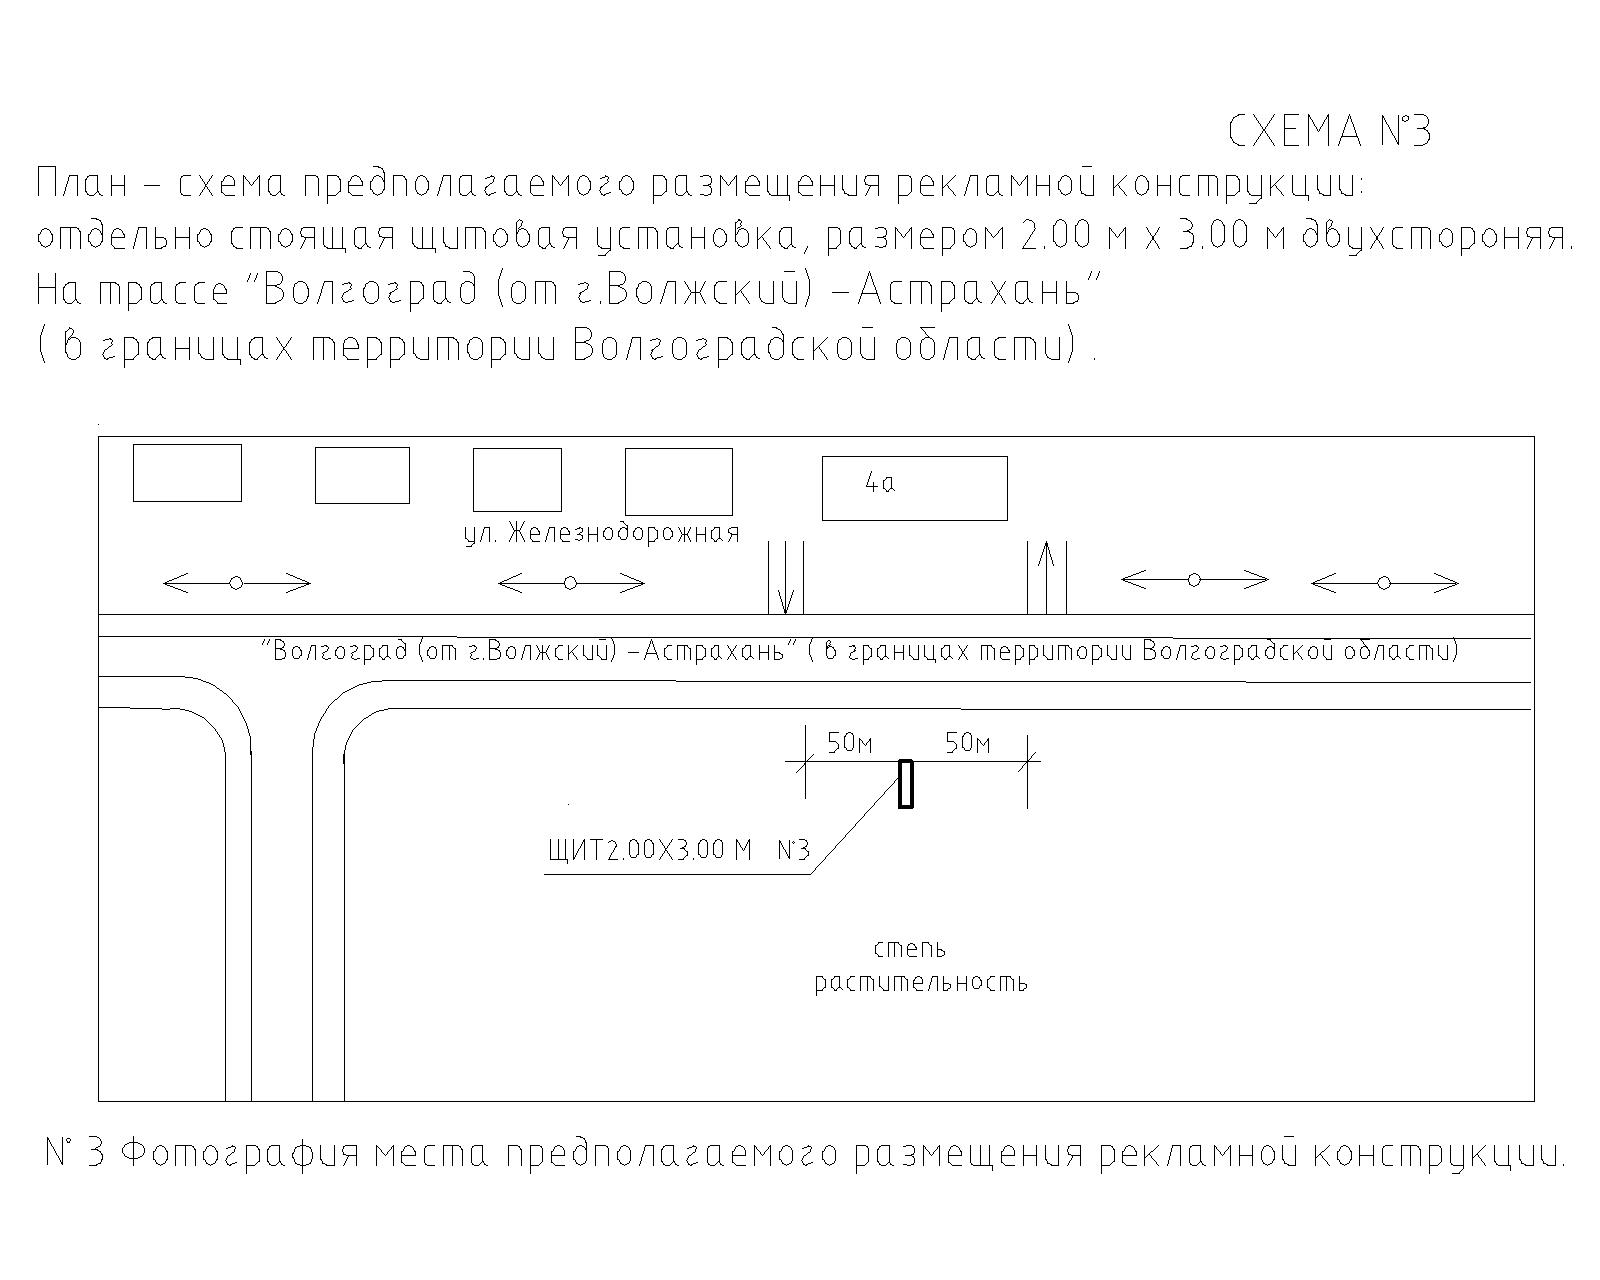 СХЕМА №3
План – схема предполагаемого размещения рекламной конструкции:
отдельно стоящая щитовая установка, размером 2.00 м х 3.00 м двухстороняя.
На трассе "Волгоград (от г.Волжский) –Астрахань"
( в границах территории Волгоградской области) .
4а
ул. Железнодорожная
"Волгоград (от г.Волжский) –Астрахань" ( в границах территории Волгоградской области)
50м 50м
ЩИТ2.00Х3.00 М №3
степь
растительность
№ 3 Фотография места предполагаемого размещения рекламной конструкции.